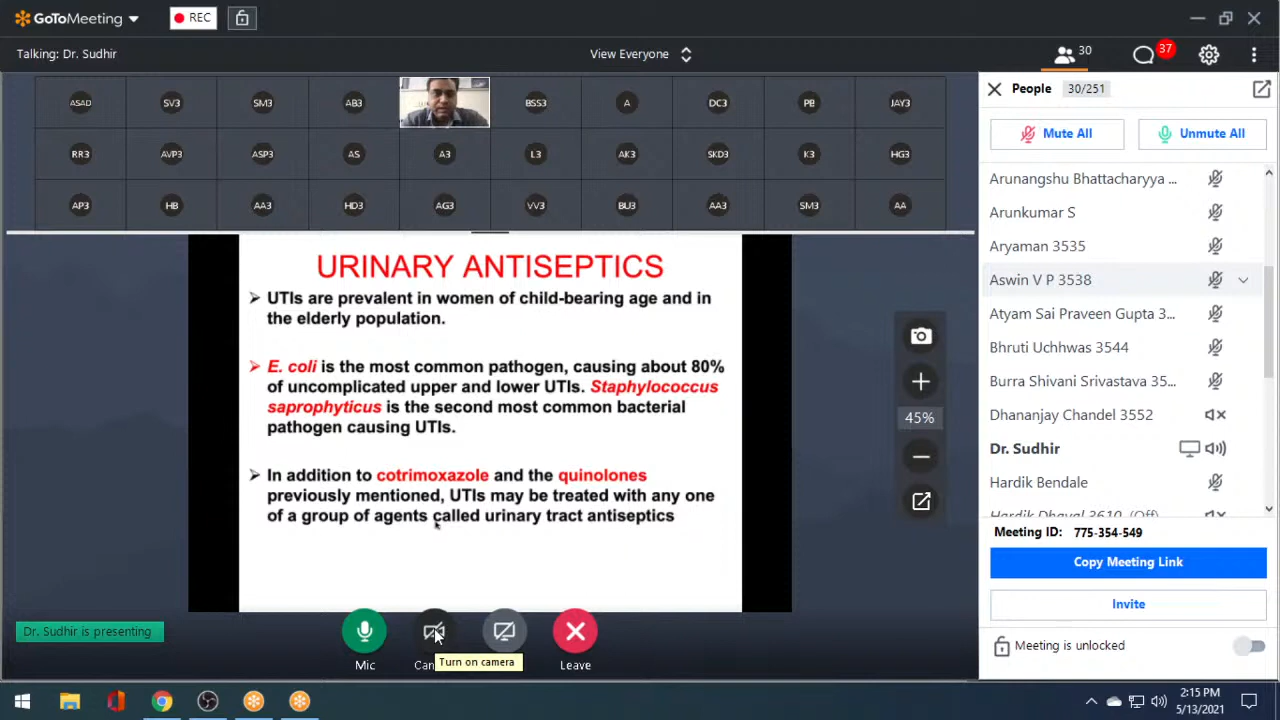 GoToMeeting
REC
Talking: Dr. Sudhir
View Everyone
30
37
ASAD SV3 SM3 AB3 BSS3 A DC3 PB JAY3
RR3 AVP3 ASP3 AS A3 L3 AK3 SKD3 K3 HG3
AP3 HB AA3 HD3 AG3 VV3 BU3 AA3 SM3 AA
URINARY ANTISEPTICS
UTIs are prevalent in women of child-bearing age and in
the elderly population.
E. coli is the most common pathogen, causing about 80%
of uncomplicated upper and lower UTIs. Staphylococcus
saprophyticus is the second most common bacterial
pathogen causing UTIs.
In addition to cotrimoxazole and the quinolones
previously mentioned, UTIs may be treated with any one
of a group of agents called urinary tract antiseptics
45%
Dr. Sudhir is presenting
Mic
Cam
Turn on camera
Leave
People 30/251
Mute All
Unmute All
Arunangshu Bhattacharyya ...
Arunkumar S
Aryaman 3535
Aswin V P 3538
Atyam Sai Praveen Gupta 3...
Bhruti Uchhwas 3544
Burra Shivani Srivastava 35...
Dhananjay Chandel 3552
Dr. Sudhir
Hardik Bendale
Hardik Dhaval 3610 (Off)
Meeting ID: 775-354-549
Copy Meeting Link
Invite
Meeting is unlocked
2:15 PM
5/13/2021